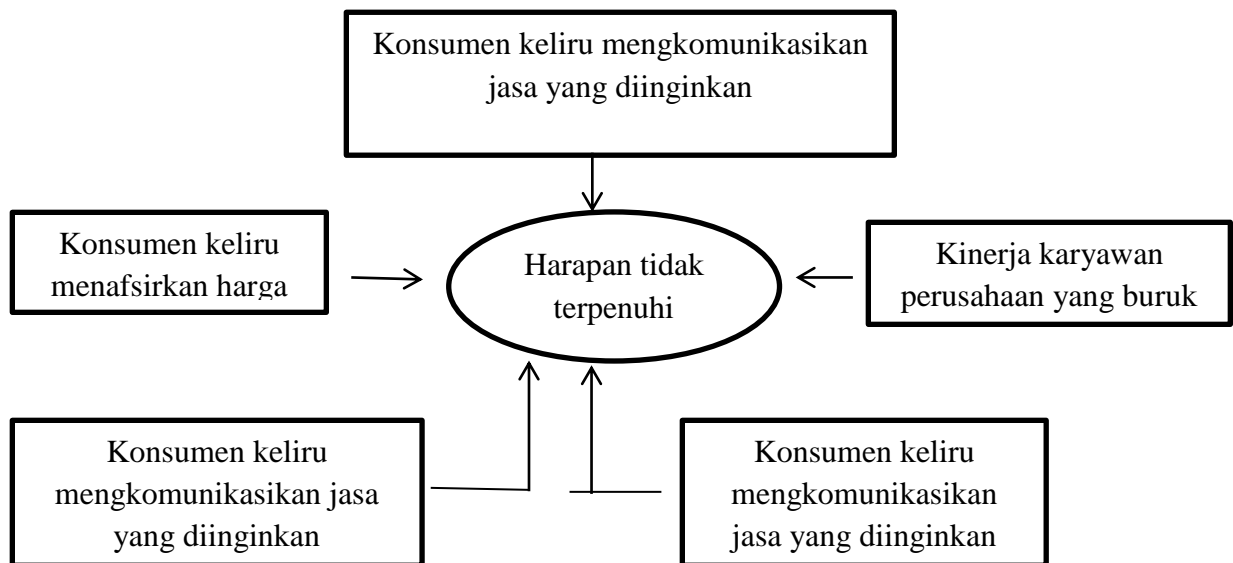 Konsumen keliru mengkomunikasikan
jasa yang diinginkan
Konsumen keliru
menafsirkan harga
Harapan tidak
terpenuhi
Kinerja karyawan
perusahaan yang buruk
Konsumen keliru
mengkomunikasikan jasa
yang diinginkan
Konsumen keliru
mengkomunikasikan
jasa yang diinginkan